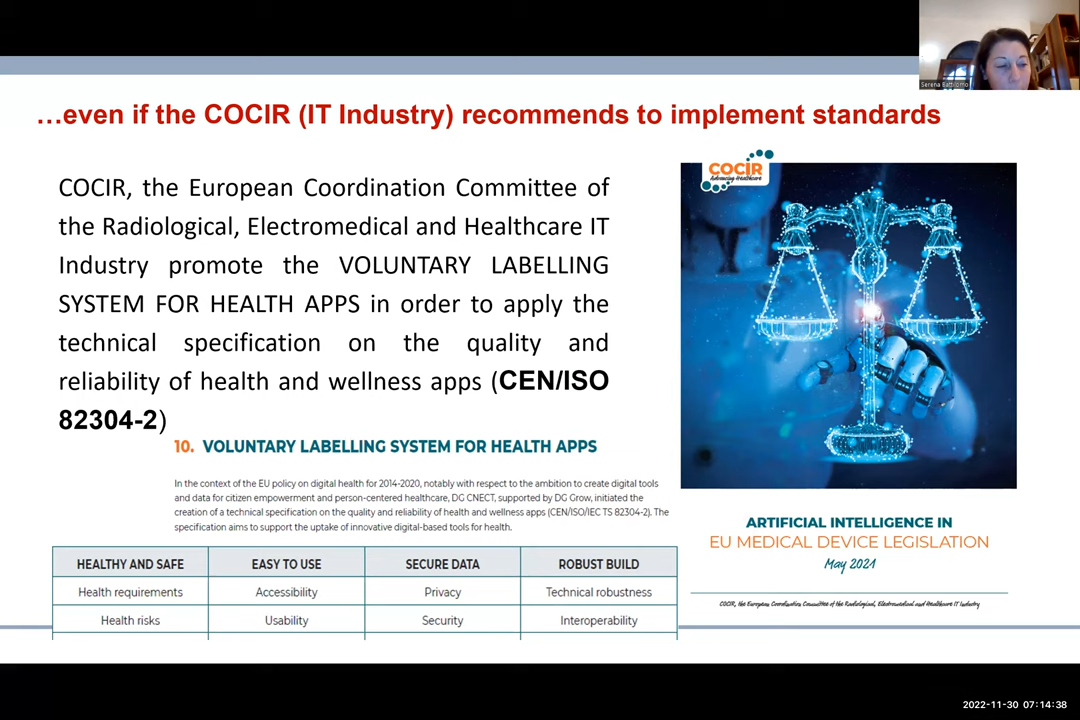 Serena Battilomo
…even if the COCIR (IT Industry) recommends to implement standards
COCIR, the European Coordination Committee of
the Radiological, Electromedical and Healthcare IT
Industry promote the VOLUNTARY LABELLING
SYSTEM FOR HEALTH APPS in order to apply the
technical specification on the quality and
reliability of health and wellness apps (CEN/ISO
82304-2)
10. VOLUNTARY LABELLING SYSTEM FOR HEALTH APPS
In the context of the EU policy on digital health for 2014-2020, notably with respect to the ambition to create digital tools
and data for citizen empowerment and person-centered healthcare, DG CNECT, supported by DG Grow, initiated the
creation of a technical specification on the quality and reliability of health and wellness apps (CEN/ISO/IEC TS 82304-2). The
specification aims to support the uptake of innovative digital-based tools for health.
HEALTHY AND SAFE EASY TO USE SECURE DATA ROBUST BUILD
Health requirements Accessibility Privacy Technical robustness
Health risks Usability Security Interoperability
COCIR
Advancing Healthcare
ARTIFICIAL INTELLIGENCE IN
EU MEDICAL DEVICE LEGISLATION
May 2021
COCIR, the European Coordination Committee of the Radiological, Electromedical and Healthcare IT Industry
2022-11-30 07:14:38